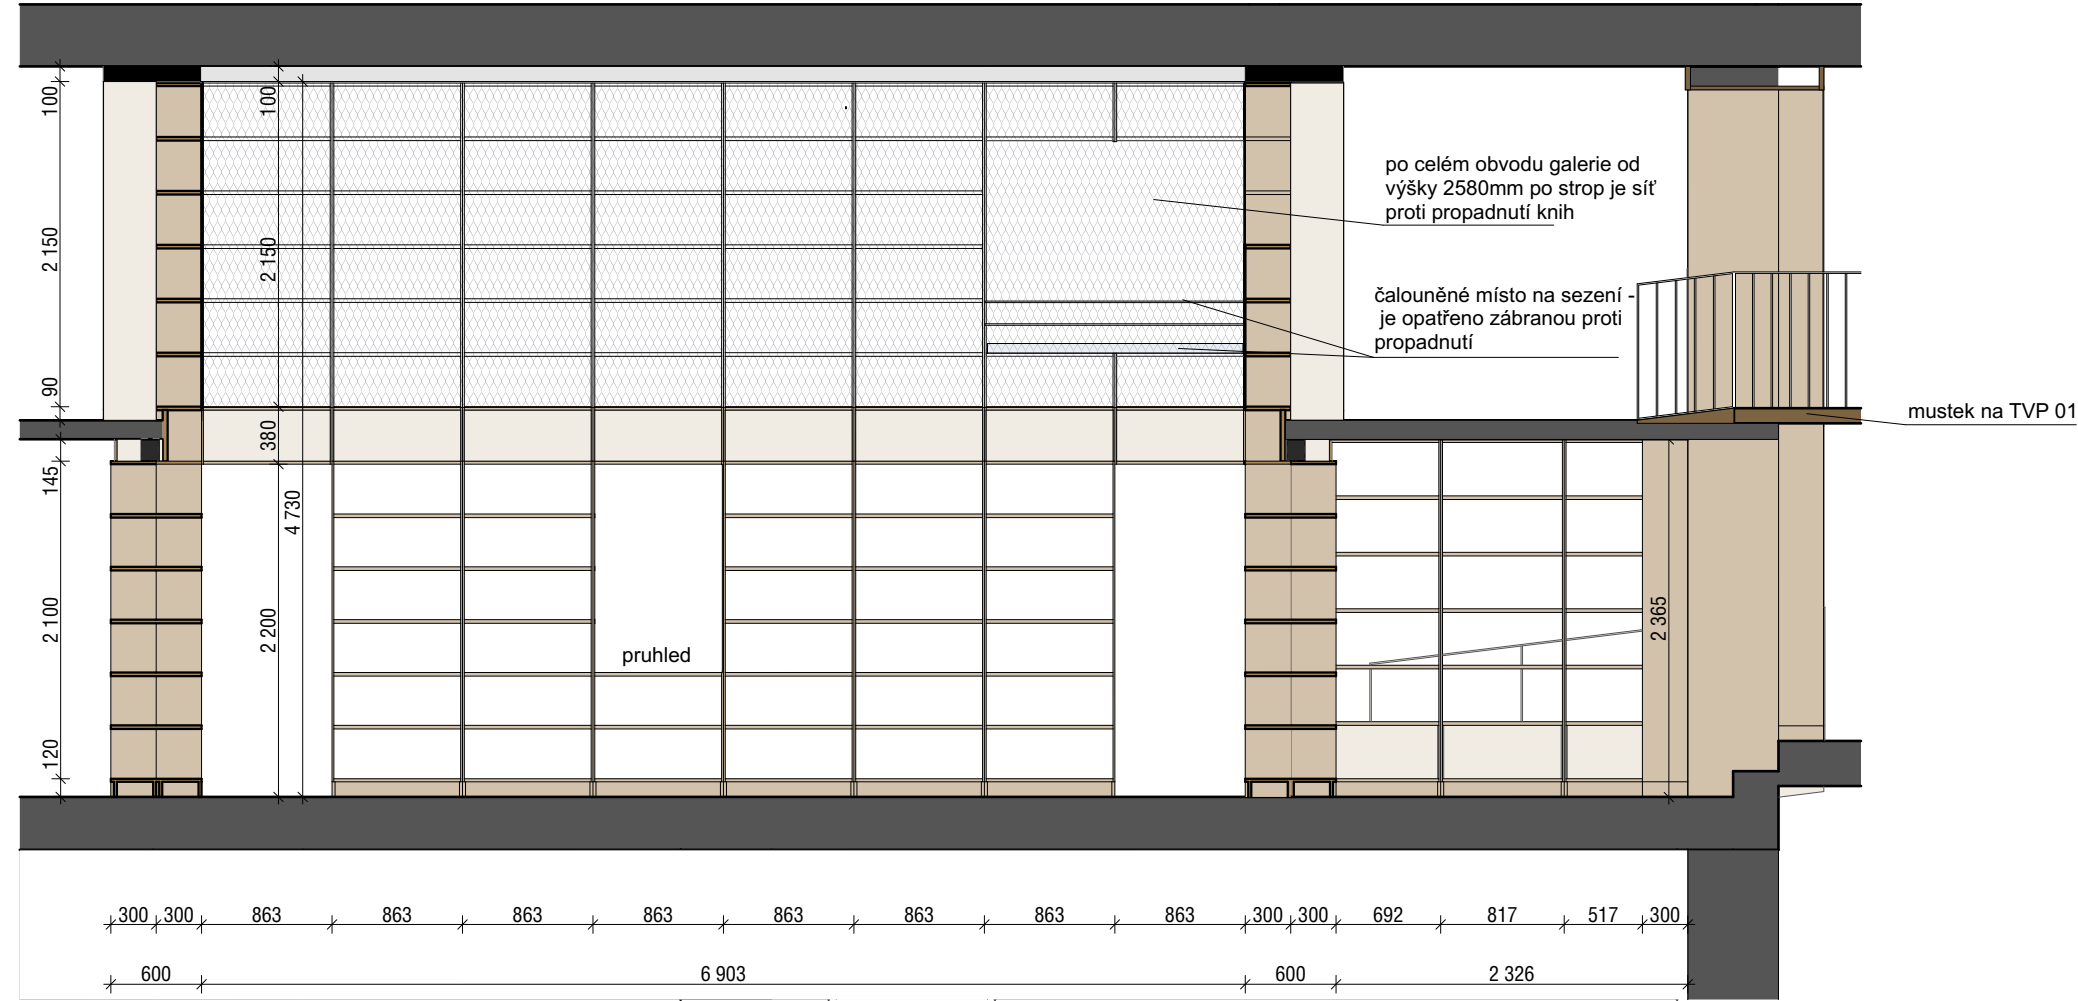 100
100
po celém obvodu galerie od
výšky 2580mm po strop je síť
proti propadnutí knih
2 150
2 150
čalouněné místo na sezení -
je opatřeno zábranou proti
propadnutí
90
mustek na TVP 01
380
145
4 730
2 100
2 200
2 365
pruhled
120
300 300 863 863 863 863 863 863 863 863 300 300 692 817 517 300
600 6 903 600 2 326